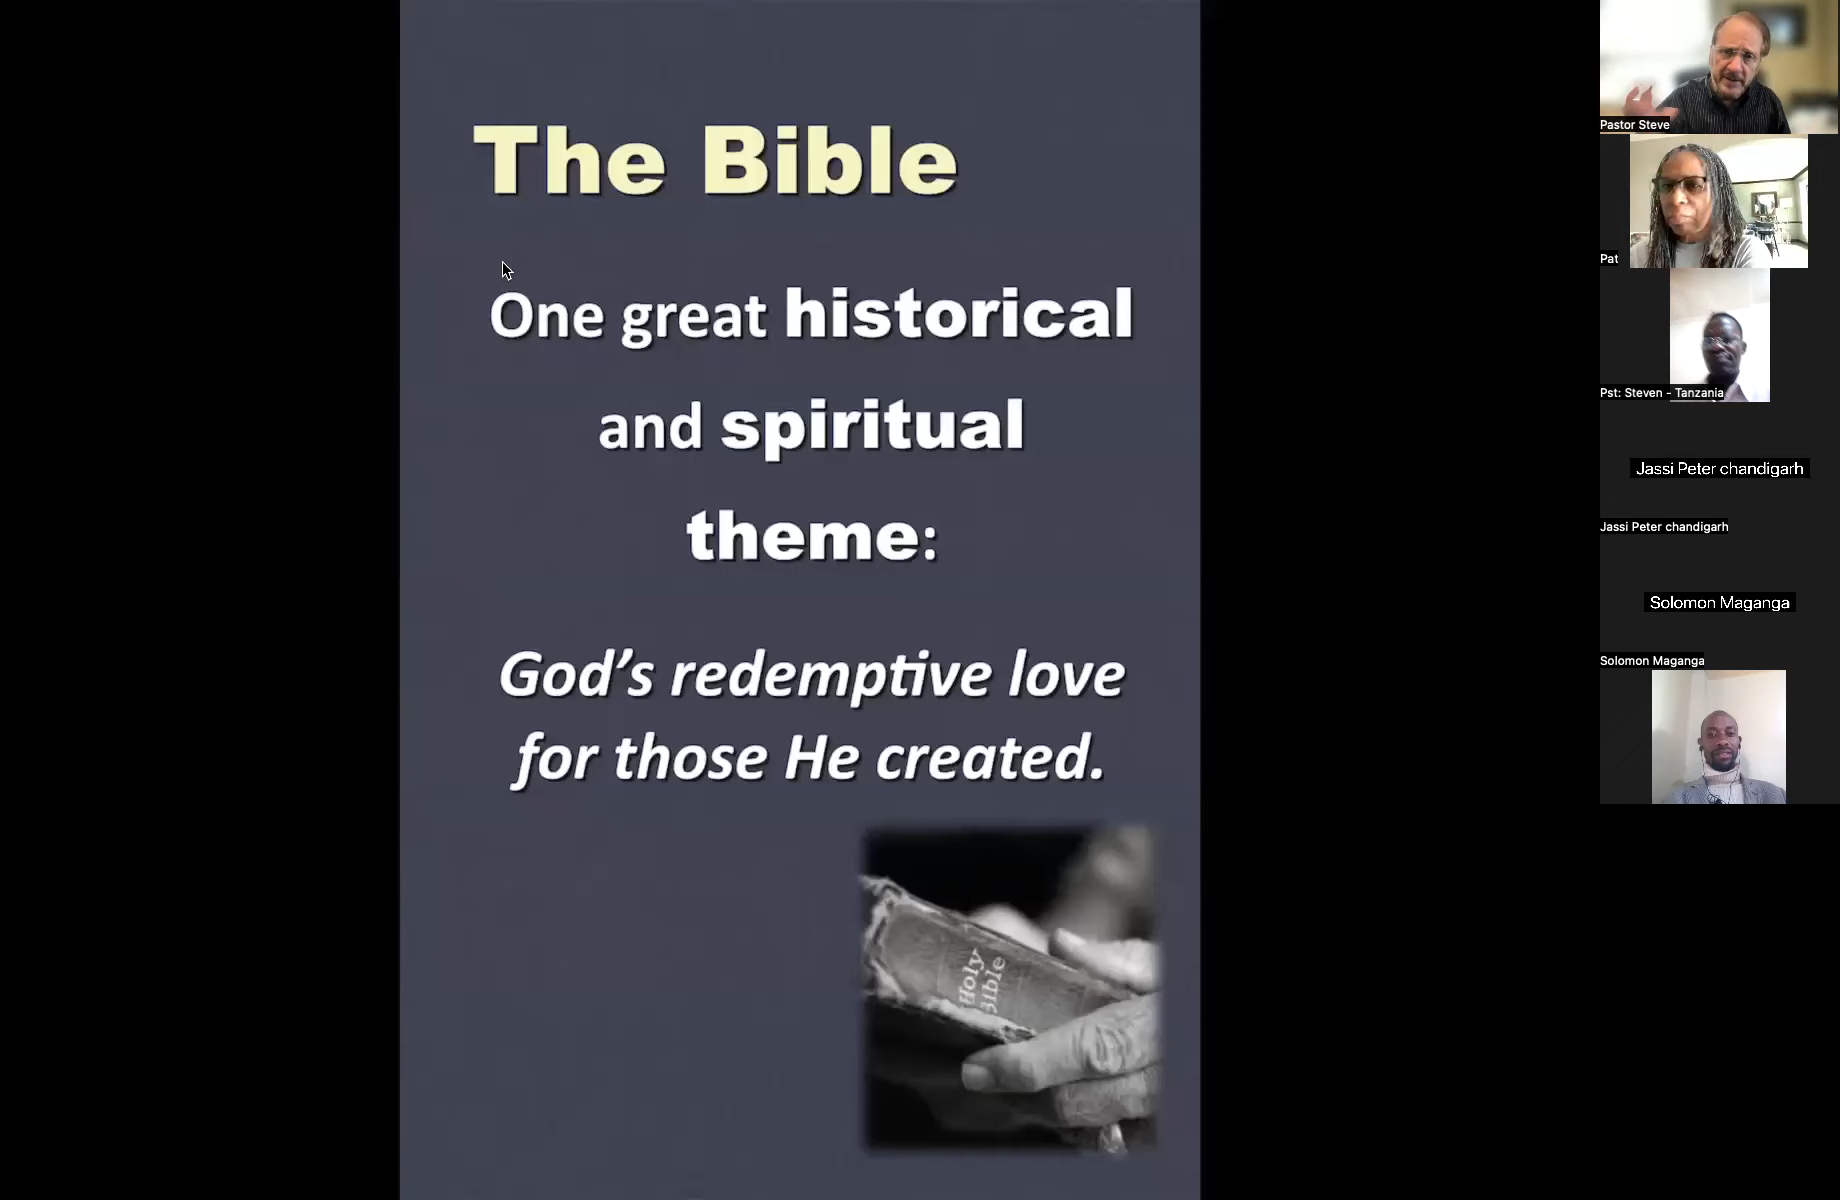 The Bible
One great historical
and spiritual
theme:
God’s redemptive love
for those He created.
Holy
Bible
Pastor Steve
Pat
Pst: Steven - Tanzania
Jassi Peter chandigarh
Jassi Peter chandigarh
Solomon Maganga
Solomon Maganga